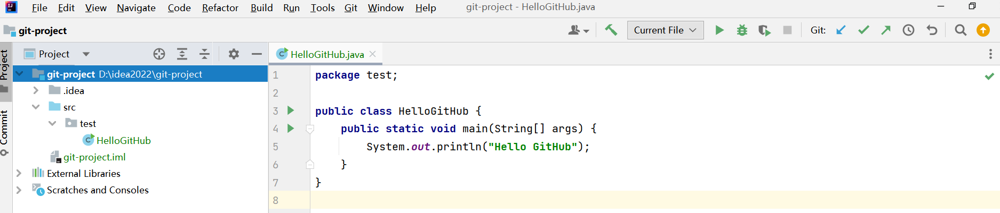 File Edit View Navigate Code Refactor Build Run Tools Git Window Help git-project - HelloGitHub.java
git-project Current File Git:
Project
Commit
Project
git-project D:\idea2022\git-project
.idea
src
test
HelloGitHub
git-project.iml
External Libraries
Scratches and Consoles
HelloGitHub.java
1 package test;
2
3 public class HelloGitHub {
4 public static void main(String[] args) {
5 System.out.println("Hello GitHub");
6 }
7 }
8